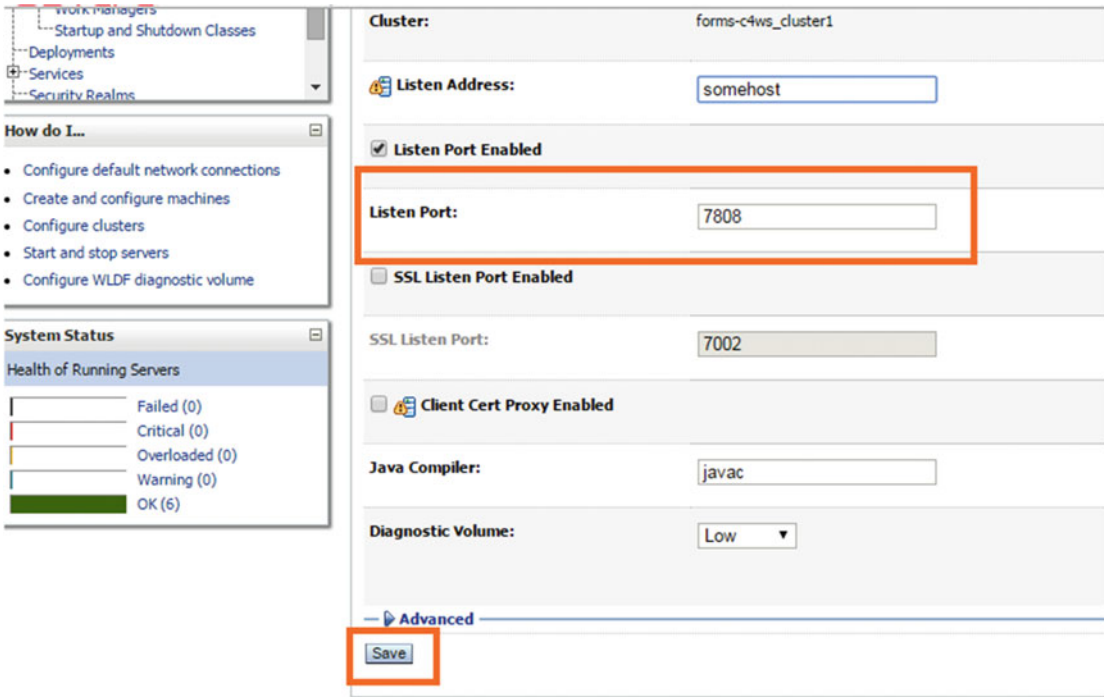 Work Managers
Startup and Shutdown Classes
Deployments
Services
Security Realms
How do I...
Configure default network connections
Create and configure machines
Configure clusters
Start and stop servers
Configure WLDF diagnostic volume
System Status
Health of Running Servers
Failed (0)
Critical (0)
Overloaded (0)
Warning (0)
OK (6)
Cluster: forms-c4ws_cluster1
Listen Address: somehost
Listen Port Enabled
Listen Port: 7808
SSL Listen Port Enabled
SSL Listen Port: 7002
Client Cert Proxy Enabled
Java Compiler: javac
Diagnostic Volume: Low
Advanced
Save